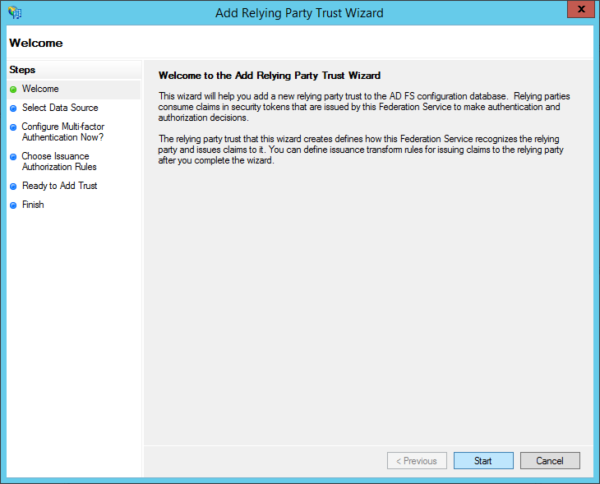 Add Relying Party Trust Wizard
x
Welcome
Steps
Welcome
Select Data Source
Configure Multi-factor
Authentication Now?
Choose Issuance
Authorization Rules
Ready to Add Trust
Finish
Welcome to the Add Relying Party Trust Wizard
This wizard will help you add a new relying party trust to the AD FS configuration database.  Relying parties
consume claims in security tokens that are issued by this Federation Service to make authentication and
authorization decisions.
The relying party trust that this wizard creates defines how this Federation Service recognizes the relying
party and issues claims to it. You can define issuance transform rules for issuing claims to the relying party
after you complete the wizard.
< Previous
Start
Cancel